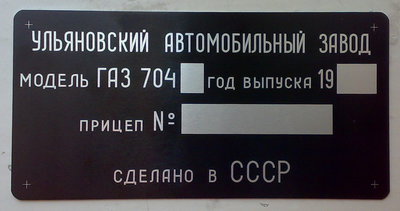 УЛЬЯНОВСКИЙ АВТОМОБИЛЬНЫЙ ЗАВОД
МОДЕЛЬ ГАЗ 704 ГОД ВЫПУСКА 19
ПРИЦЕП №
СДЕЛАНО В СССР